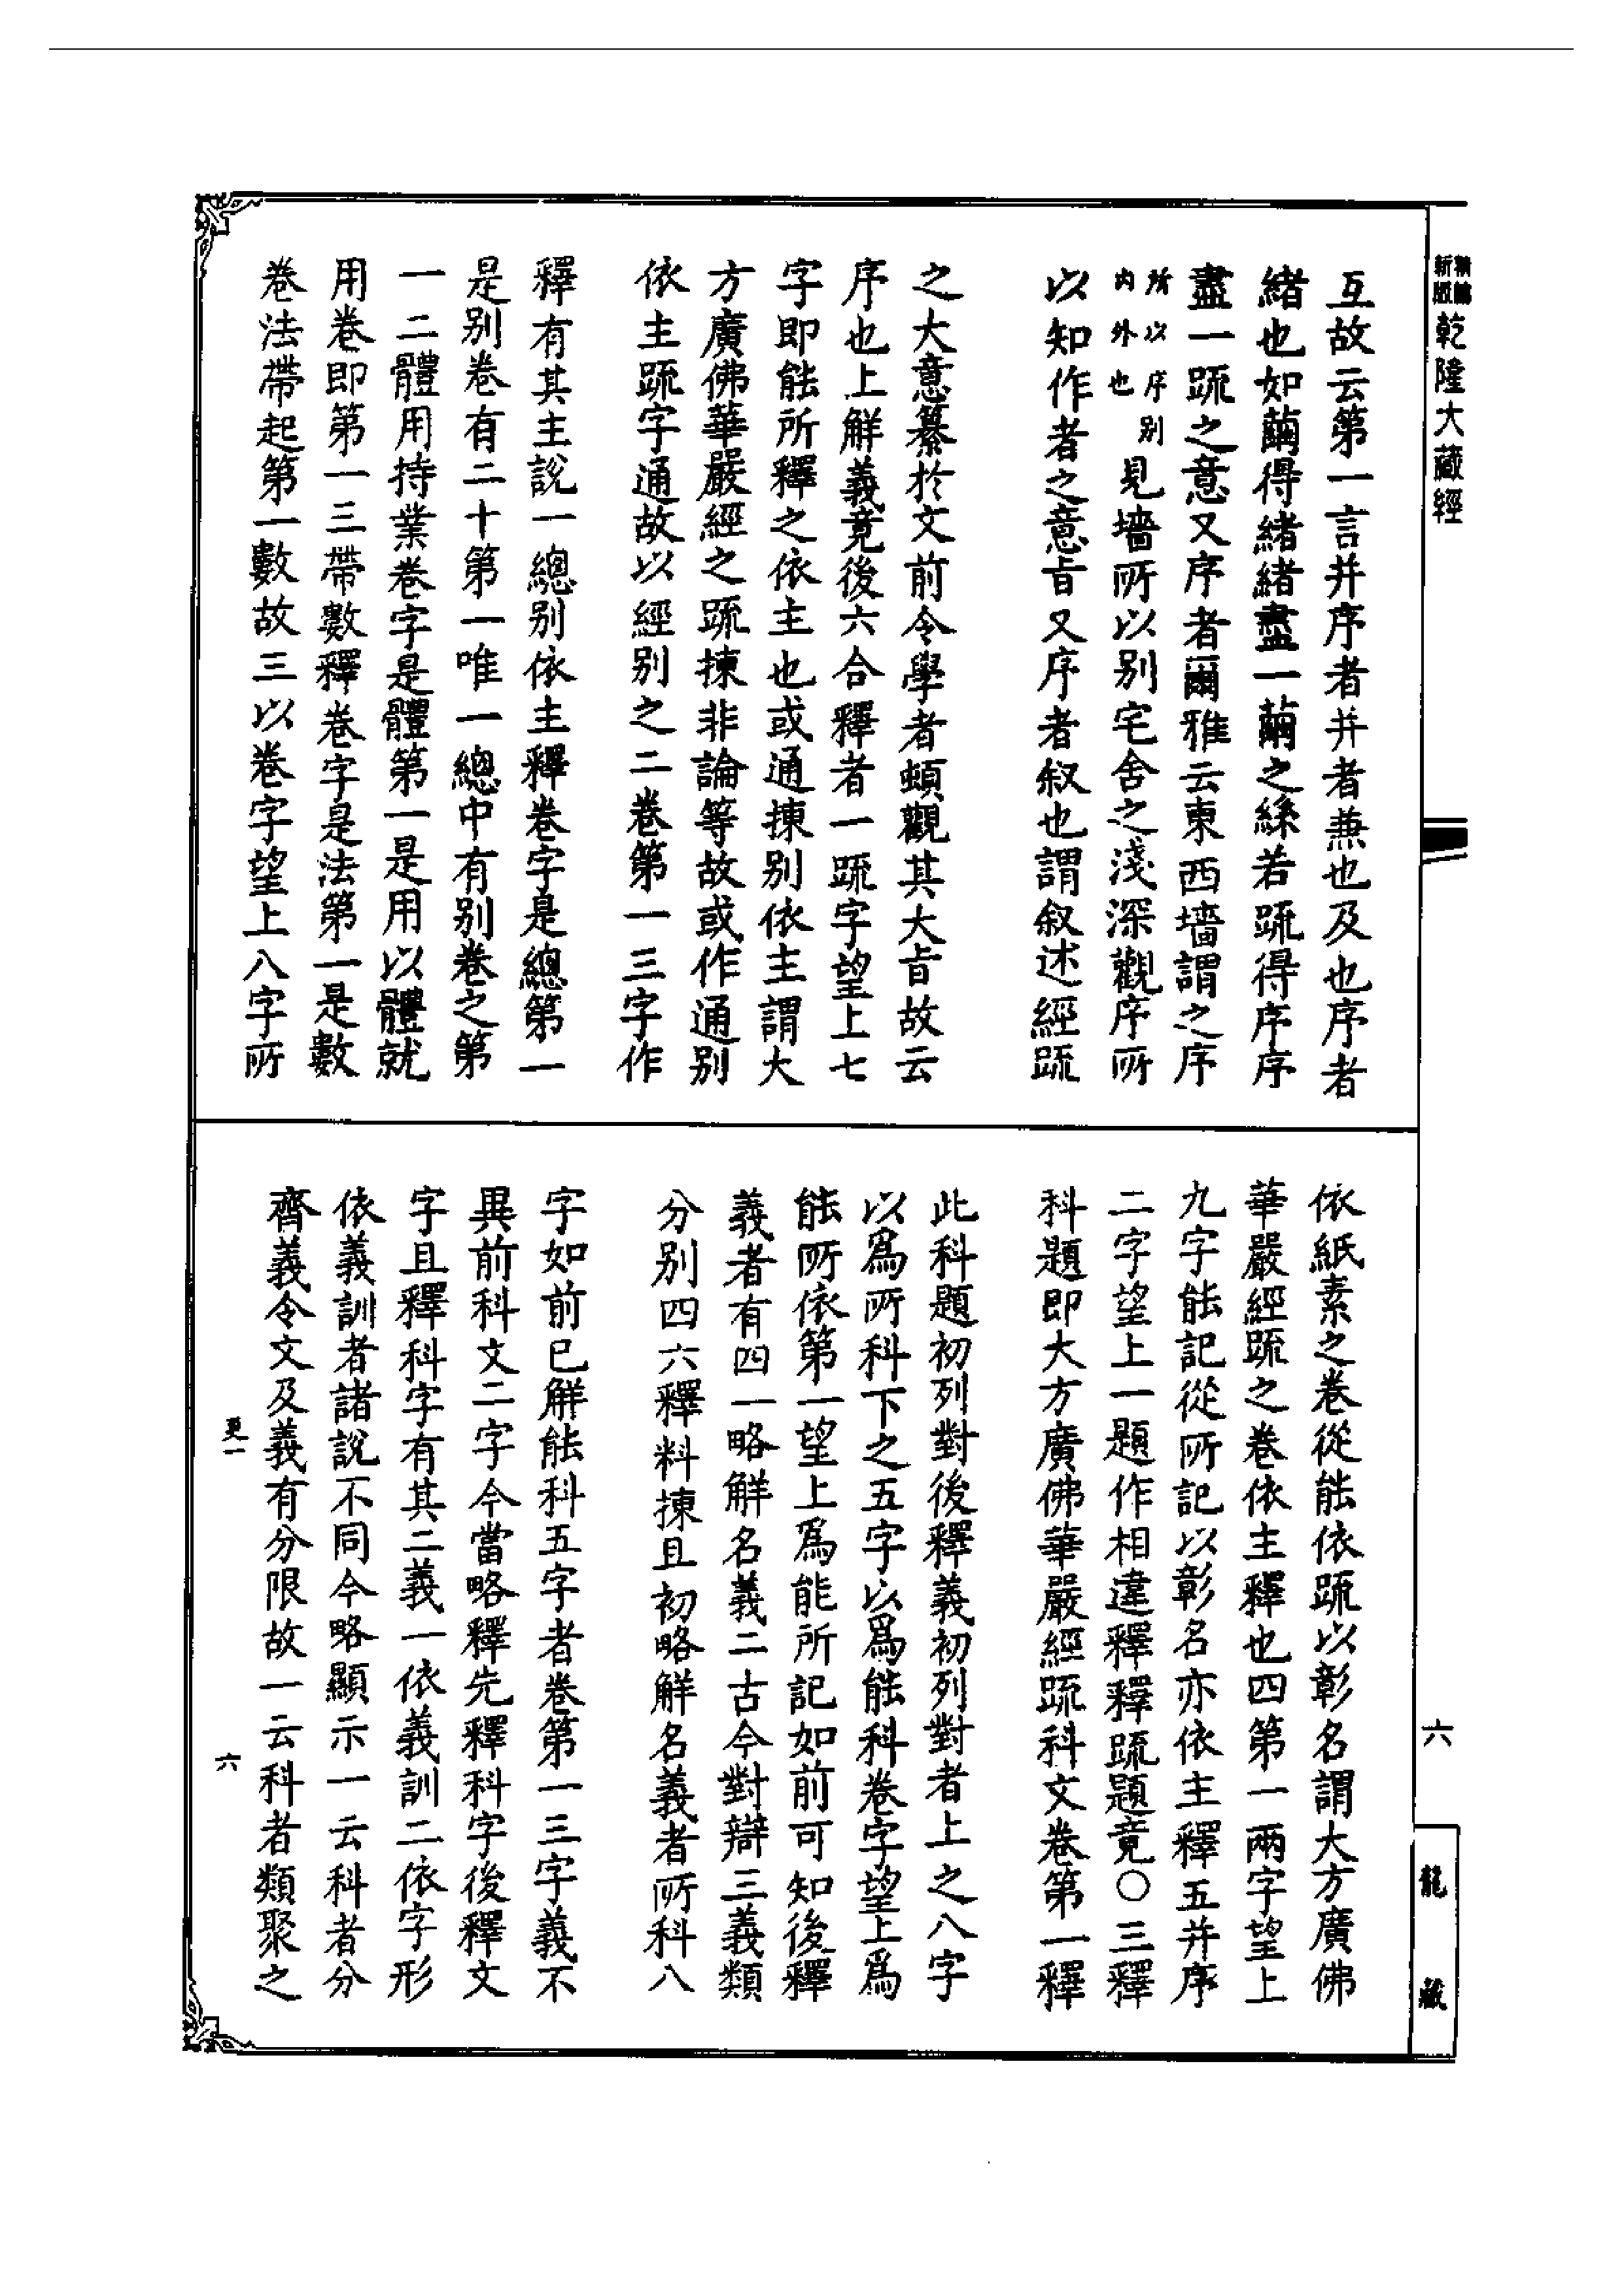 精編
新版
乾隆大藏經
互故云第一言并序者并者兼也及也序者
緒也如繭得緒緒盡一繭之絲若疏得序序
盡一疏之意又序者爾雅云東西墻謂之序
所以序别
内外也
見墻所以别宅舍之淺深觀序所
以知作者之意旨又序者叙也謂叙述經疏
之大意纂於文前令學者頓觀其大旨故云
序也上解義竟後六合釋者一疏字望上七
字即能所釋之依主也或通揀别依主謂大
方廣佛華嚴經之疏揀非論等故或作通别
依主疏字通故以經别之二卷第一三字作
釋有其主説一總别依主釋卷字是總第一
是别卷有二十第一唯一總中有别卷之第
一二體用持業卷字是體第一是用以體就
用卷即第一三帶數釋卷字是法第一是數
卷法帶起第一數故三以卷字望上八字所
六
龍藏
依紙素之卷從能依疏以彰名謂大方廣佛
華嚴經疏之卷依主釋也四第一兩字望上
九字能記從所記以彰名亦依主釋五并序
二字望上一題作相違釋釋疏題竟○三釋
科題即大方廣佛華嚴經疏科文卷第一釋
此科題初列對後釋義初列對者上之八字
以爲所科下之五字以爲能科卷字望上爲
能所依第一望上爲能所記如前可知後釋
義者有四一略解名義二古今對辯三義類
分别四六釋料揀且初略解名義者所科八
字如前已解能科五字者卷第一三字義不
異前科文二字今當略釋先釋科字後釋文
字且釋科字有其二義一依義訓二依字形
依義訓者諸説不同今略顯示一云科者分
齊義令文及義有分限故一云科者類聚之
更一
六